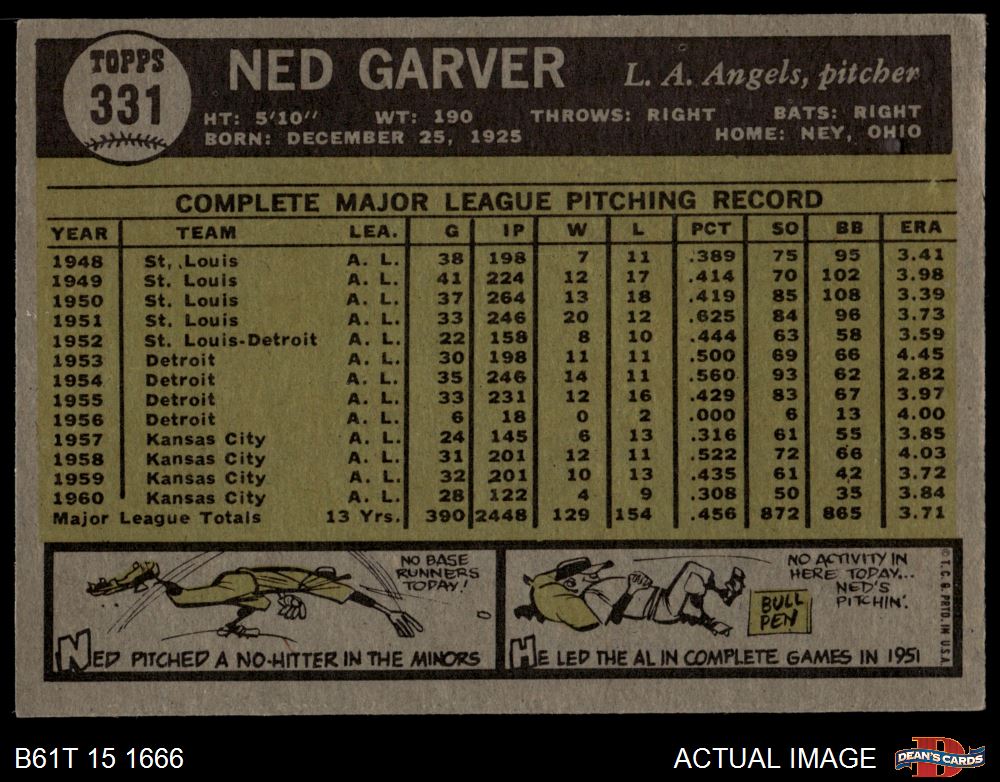 TOPPS
331
NED GARVER L. A. Angels, pitcher
HT: 5'10" WT: 190 THROWS: RIGHT BATS: RIGHT
BORN: DECEMBER 25, 1925 HOME: NEY, OHIO
COMPLETE MAJOR LEAGUE PITCHING RECORD
YEAR TEAM LEA. G IP W L PCT SO BB ERA
1948 St. Louis A. L. 38 198 7 11 .389 75 95 3.41
1949 St. Louis A. L. 41 224 12 17 .414 70 102 3.98
1950 St. Louis A. L. 37 264 13 18 .419 85 108 3.39
1951 St. Louis A. L. 33 246 20 12 .625 84 96 3.73
1952 St. Louis-Detroit A. L. 22 158 8 10 .444 63 58 3.59
1953 Detroit A. L. 30 198 11 11 .500 69 66 4.45
1954 Detroit A. L. 35 246 14 11 .560 93 62 2.82
1955 Detroit A. L. 33 231 12 16 .429 83 67 3.97
1956 Detroit A. L. 6 18 0 2 .000 6 13 4.00
1957 Kansas City A. L. 24 145 6 13 .316 61 55 3.85
1958 Kansas City A. L. 31 201 12 11 .522 72 66 4.03
1959 Kansas City A. L. 32 201 10 13 .435 61 42 3.72
1960 Kansas City A. L. 28 122 4 9 .308 50 35 3.84
Major League Totals 13 Yrs. 390 2448 129 154 .456 872 865 3.71
NO BASE
RUNNERS
TODAY!
NED PITCHED A NO-HITTER IN THE MINORS
NO ACTIVITY IN
HERE TODAY...
NED'S
PITCHIN'.
BULL
PEN
HE LED THE AL IN COMPLETE GAMES IN 1951
© T.C.G. PRTD. IN U.S.A.
B61T 15 1666
ACTUAL IMAGE
D
DEAN'S CARDS